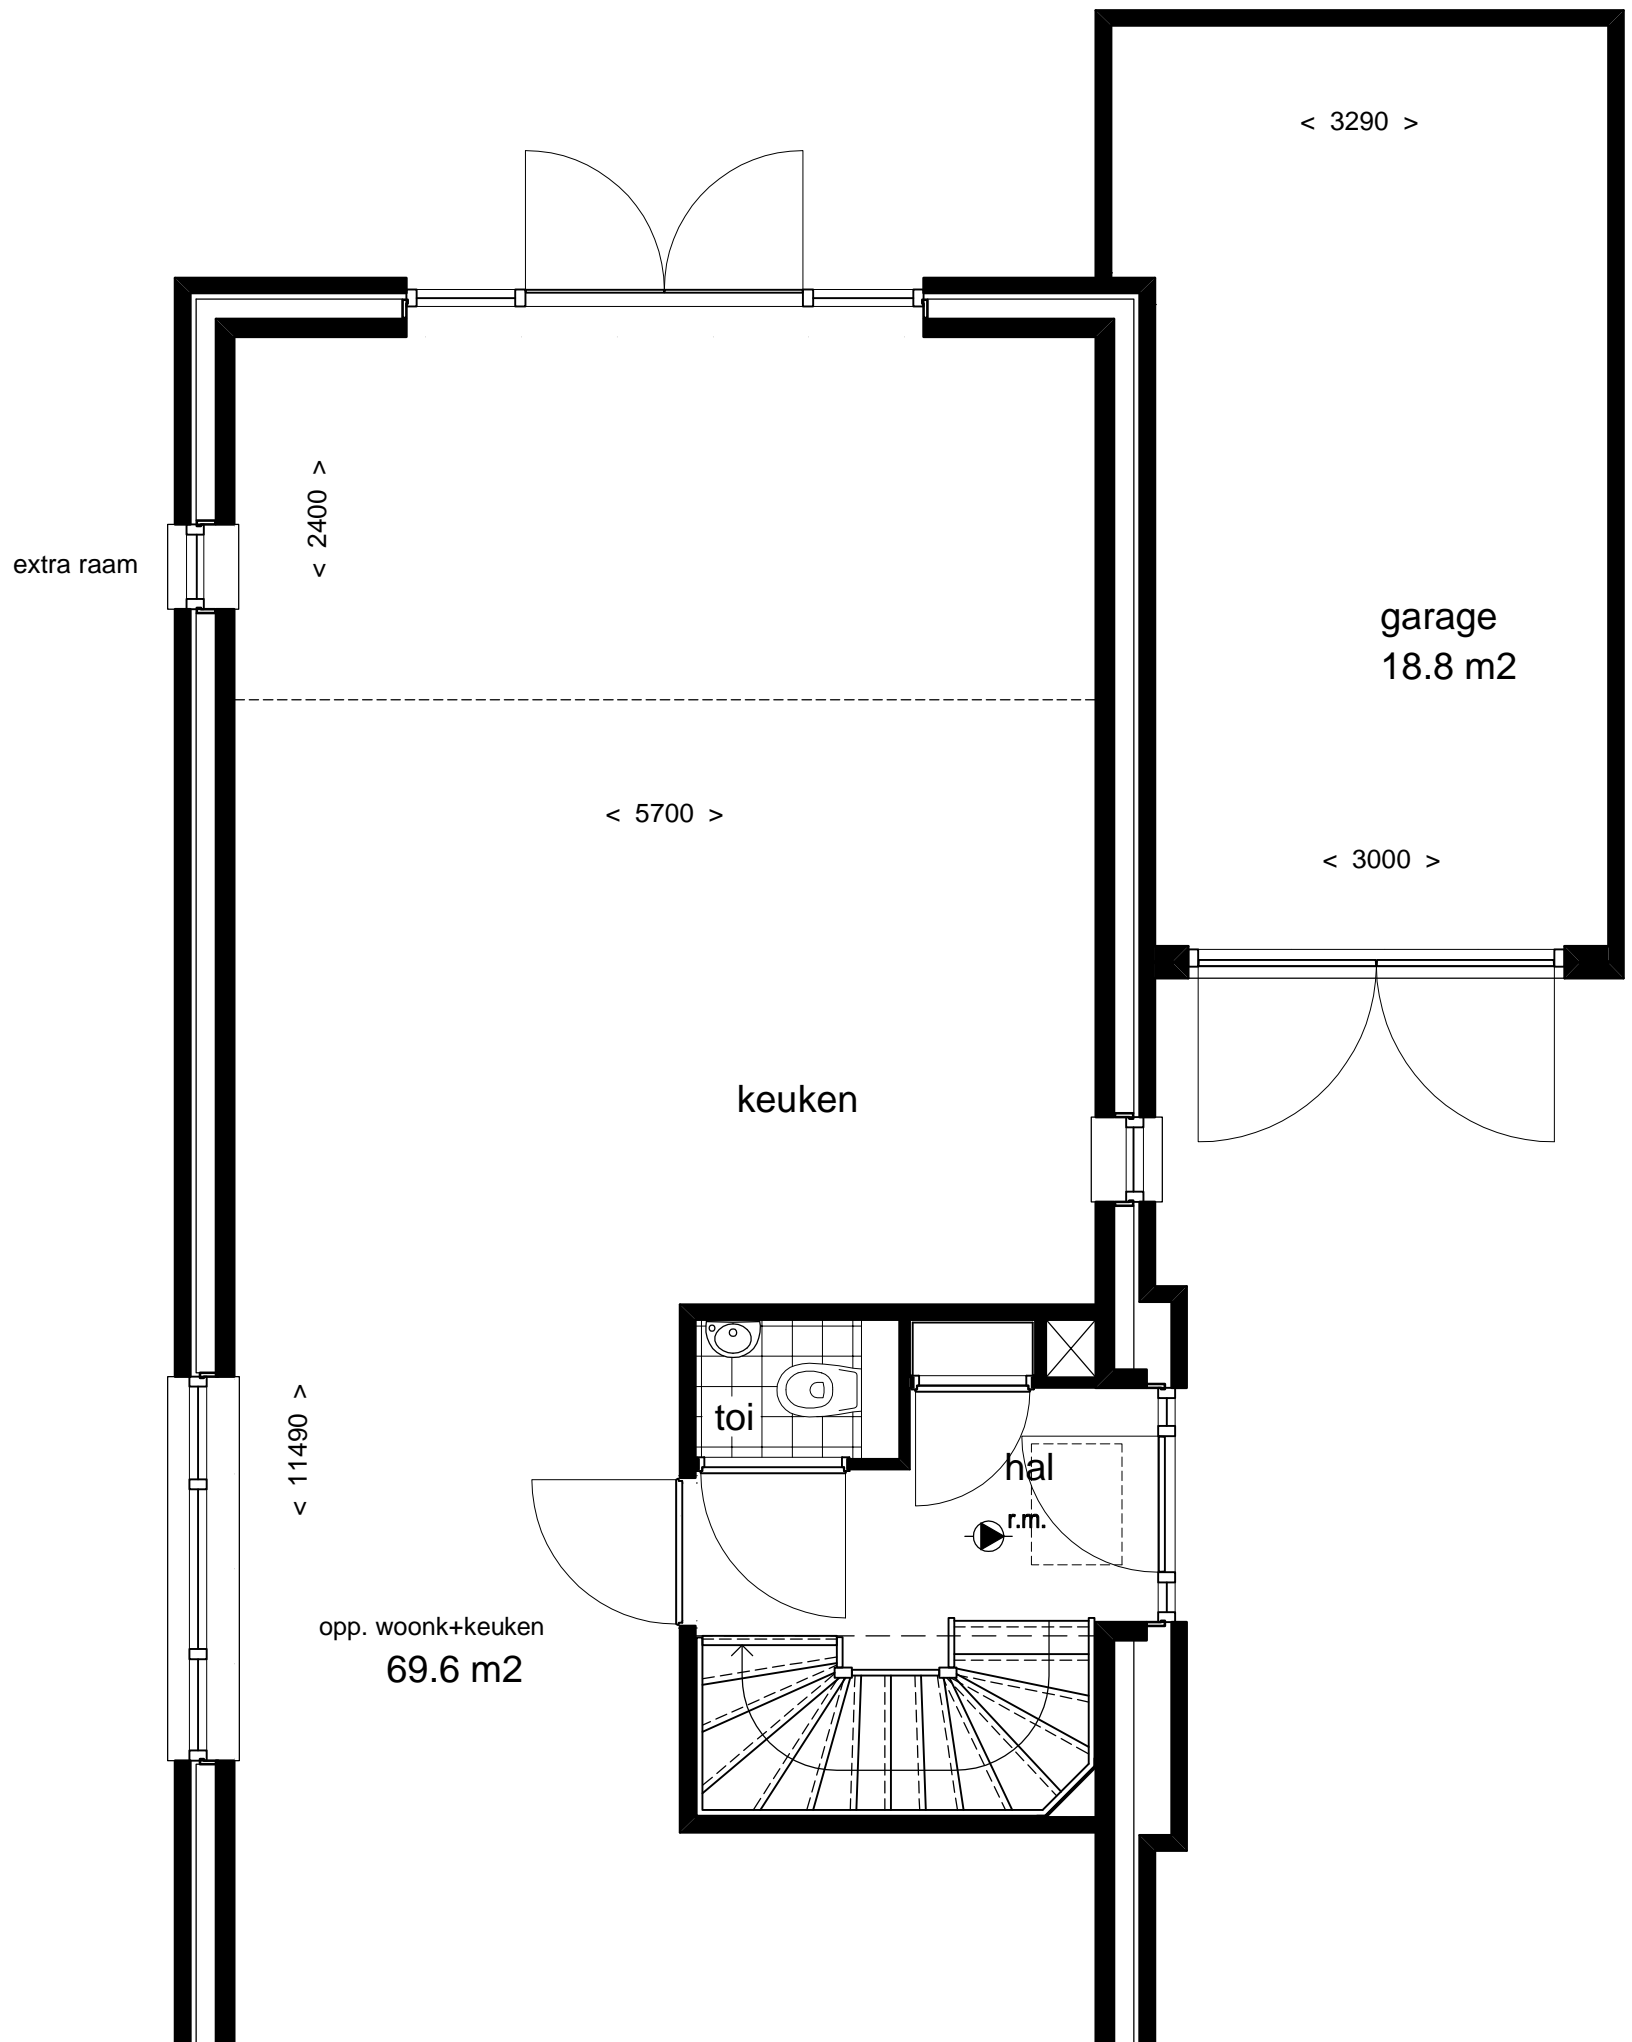 < 3290 >
< 2400 >
extra raam
garage
18.8 m2
< 5700 >
< 3000 >
keuken
toi
< 11490 >
hal
r.m.
opp. woonk+keuken
69.6 m2